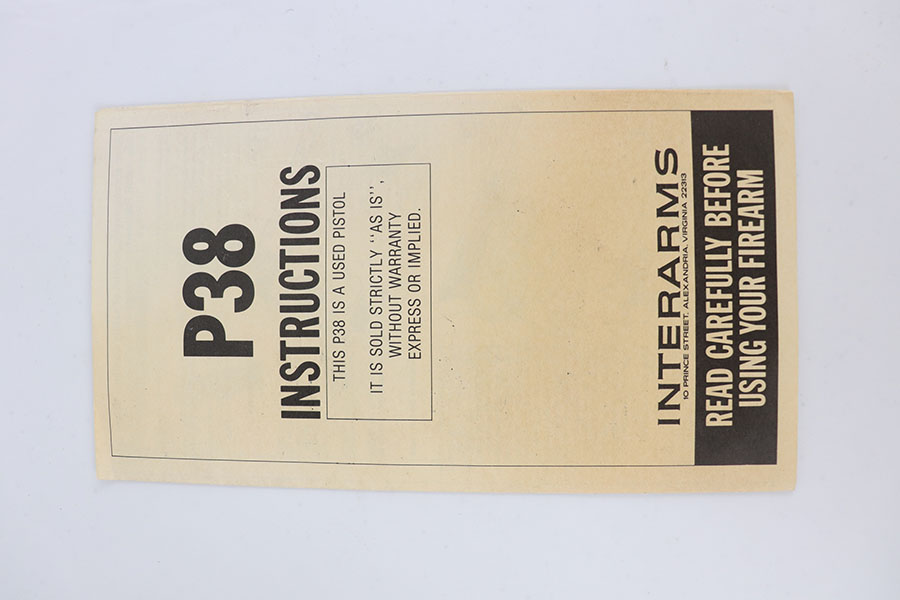 P38
INSTRUCTIONS
THIS P38 IS A USED PISTOL
IT IS SOLD STRICTLY "AS IS",
WITHOUT WARRANTY
EXPRESS OR IMPLIED.
INTERARMS
10 PRINCE STREET, ALEXANDRIA, VIRGINIA 22313
READ CAREFULLY BEFORE
USING YOUR FIREARM